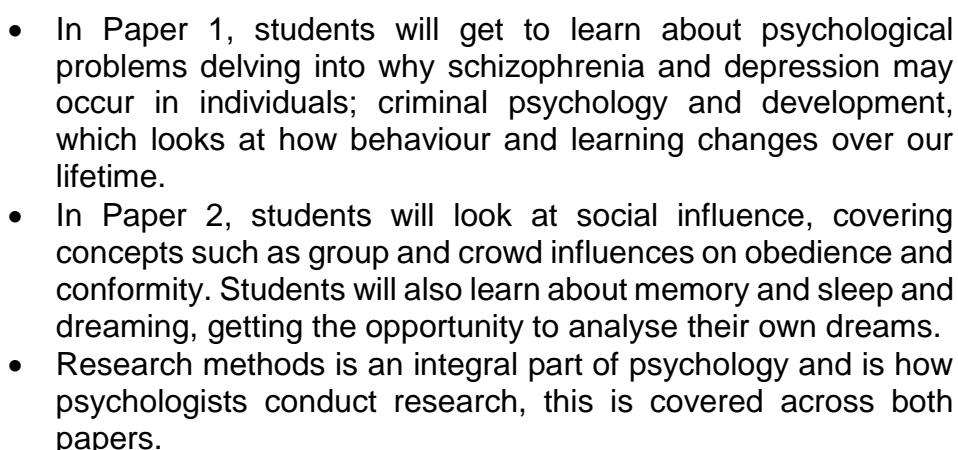 • In Paper 1, students will get to learn about psychological
problems delving into why schizophrenia and depression may
occur in individuals; criminal psychology and development,
which looks at how behaviour and learning changes over our
lifetime.
• In Paper 2, students will look at social influence, covering
concepts such as group and crowd influences on obedience and
conformity. Students will also learn about memory and sleep and
dreaming, getting the opportunity to analyse their own dreams.
• Research methods is an integral part of psychology and is how
psychologists conduct research, this is covered across both
papers.